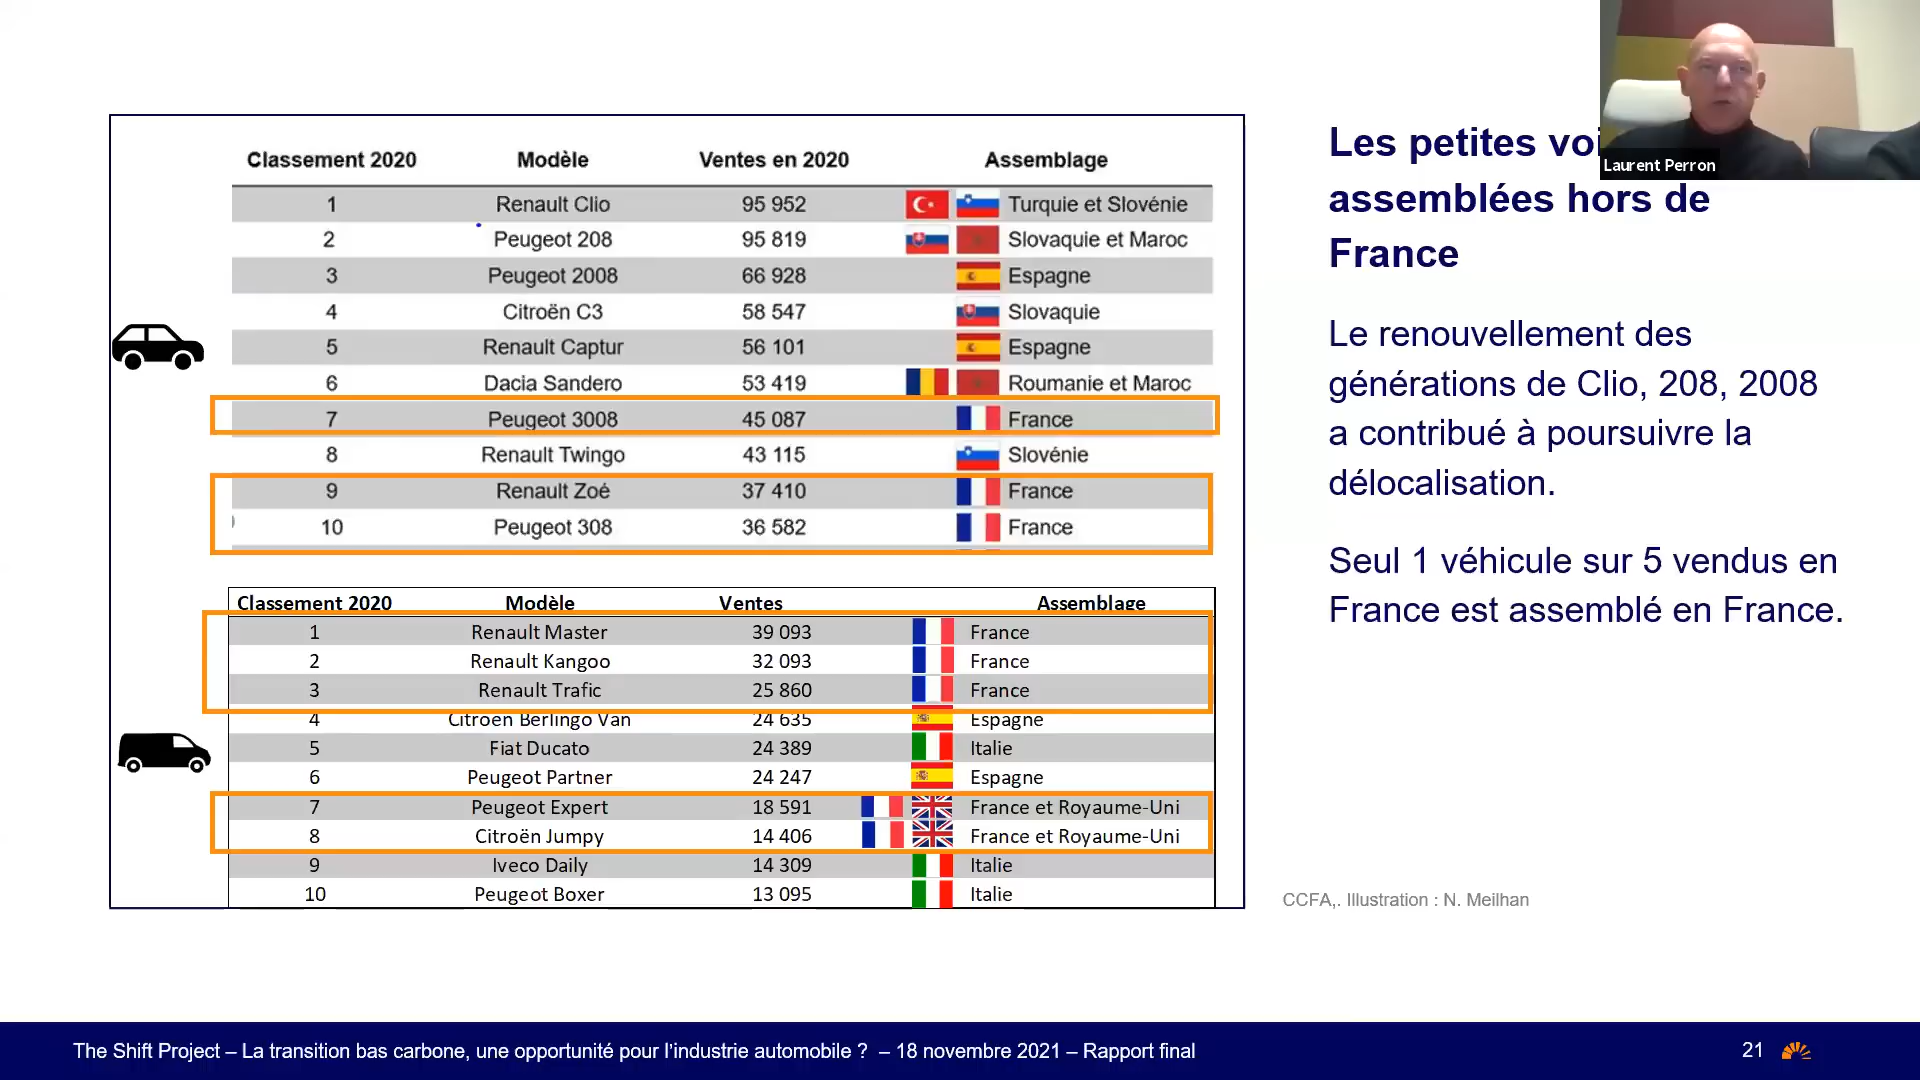 Classement 2020 Modèle Ventes en 2020 Assemblage
1 Renault Clio 95 952 Turquie et Slovénie
2 Peugeot 208 95 819 Slovaquie et Maroc
3 Peugeot 2008 66 928 Espagne
4 Citroën C3 58 547 Slovaquie
5 Renault Captur 56 101 Espagne
6 Dacia Sandero 53 419 Roumanie et Maroc
7 Peugeot 3008 45 087 France
8 Renault Twingo 43 115 Slovénie
9 Renault Zoé 37 410 France
10 Peugeot 308 36 582 France
Classement 2020 Modèle Ventes Assemblage
1 Renault Master 39 093 France
2 Renault Kangoo 32 093 France
3 Renault Trafic 25 860 France
4 Citroën Berlingo Van 24 635 Espagne
5 Fiat Ducato 24 389 Italie
6 Peugeot Partner 24 247 Espagne
7 Peugeot Expert 18 591 France et Royaume-Uni
8 Citroën Jumpy 14 406 France et Royaume-Uni
9 Iveco Daily 14 309 Italie
10 Peugeot Boxer 13 095 Italie
Les petites
assemblées hors de
France
Le renouvellement des
générations de Clio, 208, 2008
a contribué à poursuivre la
délocalisation.
Seul 1 véhicule sur 5 vendus en
France est assemblé en France.
CCFA,. Illustration : N. Meilhan
Laurent Perron
The Shift Project – La transition bas carbone, une opportunité pour l’industrie automobile ? – 18 novembre 2021 – Rapport final
21